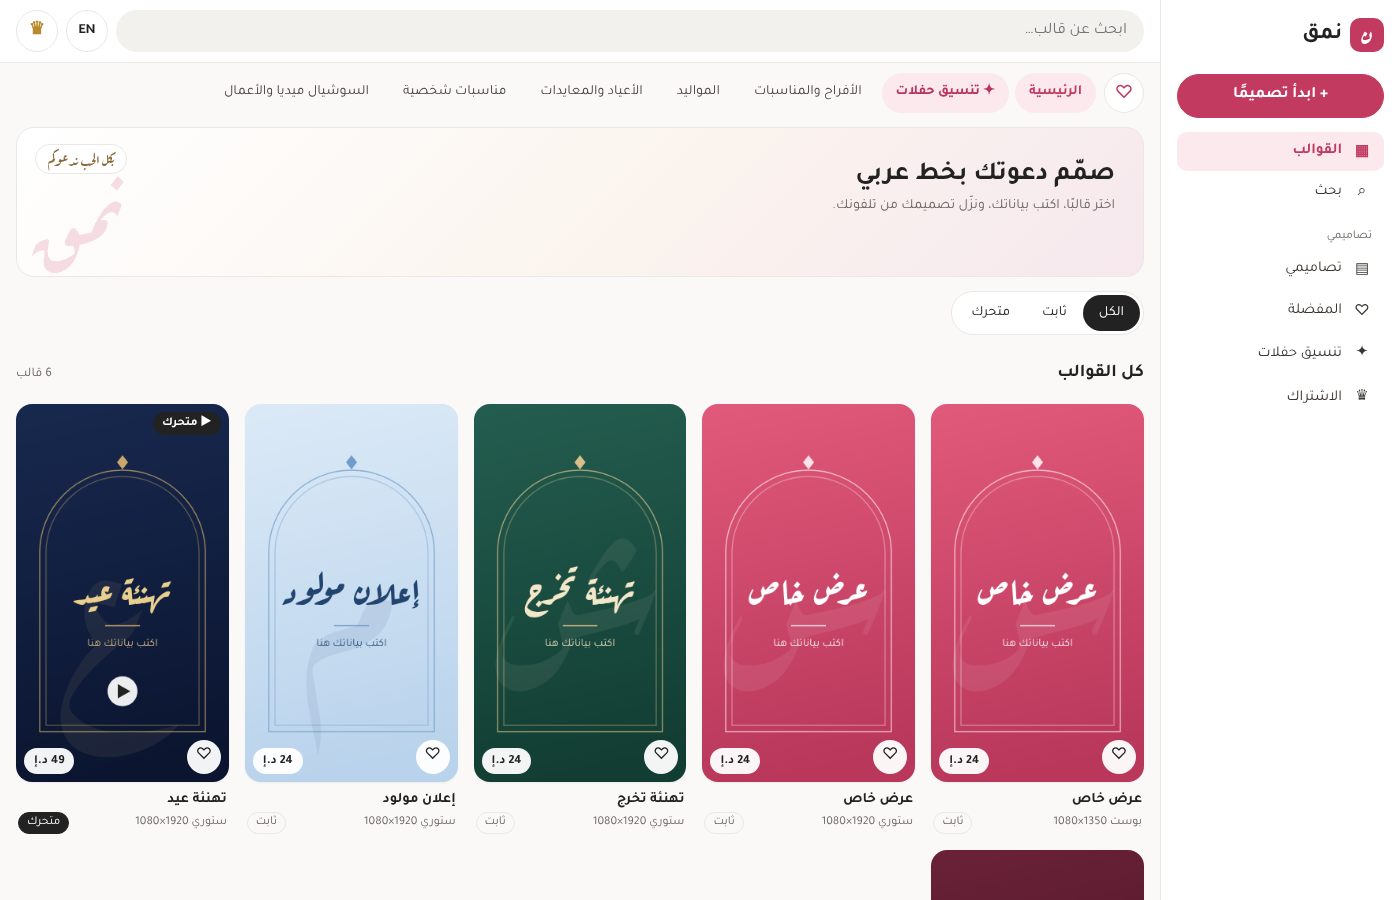 نمق
+ ابدأ تصميمًا
القوالب
بحث
تصاميمي
تصاميمي
المفضلة
تنسيق حفلات
الاشتراك
ابحث عن قالب...
EN
الرئيسية
✦ تنسيق حفلات
الأفراح والمناسبات
المواليد
الأعياد والمعايدات
مناسبات شخصية
السوشيال ميديا والأعمال
صمّم دعوتك بخط عربي
اختر قالبًا، اكتب بياناتك، ونزّل تصميمك من تلفونك.
بكل الحب ندعوكم
نمق
الكل
ثابت
متحرك
كل القوالب
6 قالب
عرض خاص
اكتب بياناتك هنا
24 د.إ
عرض خاص
بوست 1350×1080
ثابت
عرض خاص
اكتب بياناتك هنا
24 د.إ
عرض خاص
ستوري 1920×1080
ثابت
تهنئة تخرج
اكتب بياناتك هنا
24 د.إ
تهنئة تخرج
ستوري 1920×1080
ثابت
إعلان مولود
اكتب بياناتك هنا
24 د.إ
إعلان مولود
ستوري 1920×1080
ثابت
▶ متحرك
تهنئة عيد
اكتب بياناتك هنا
49 د.إ
تهنئة عيد
ستوري 1920×1080
متحرك